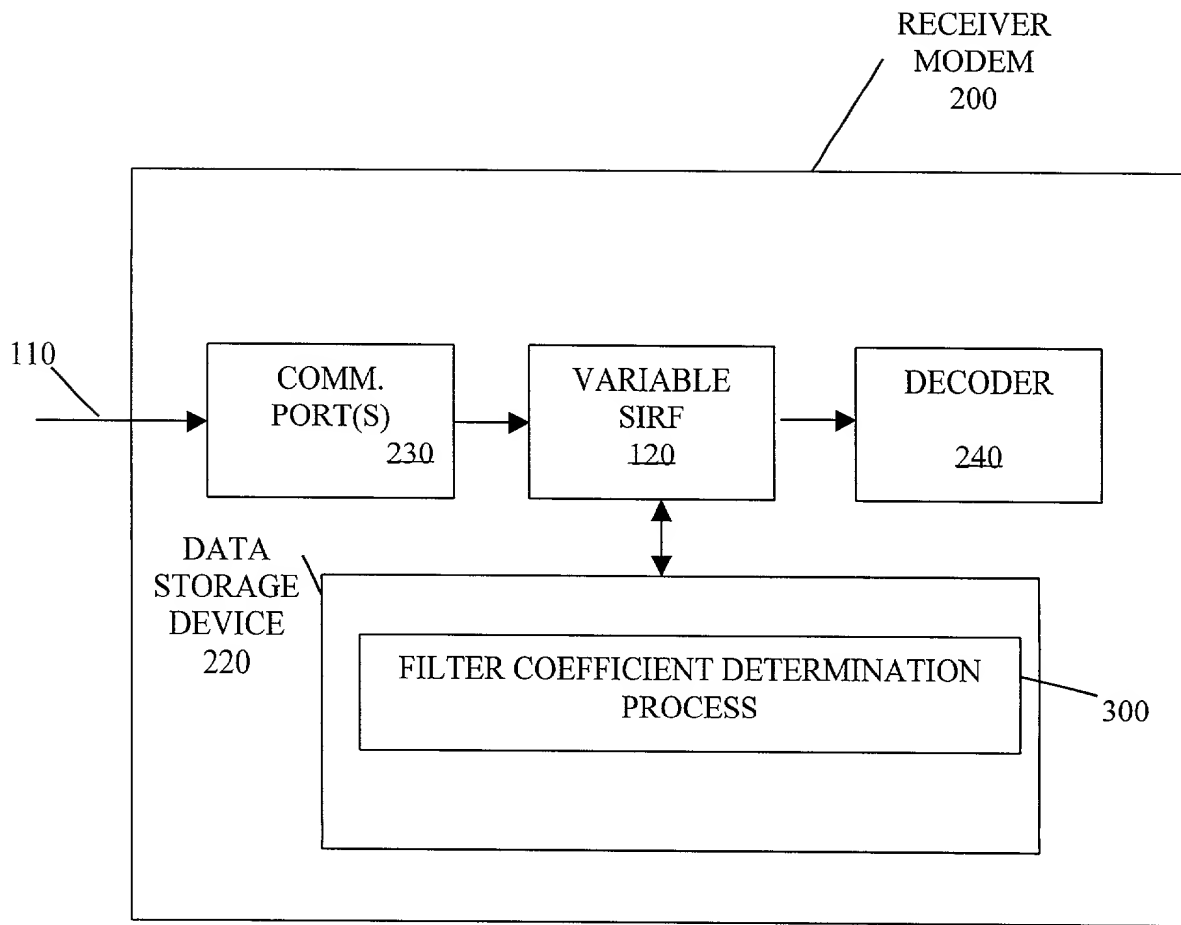 RECEIVER
MODEM
200
110
COMM.
PORT(S)
230
VARIABLE
SIRF
120
DECODER
240
DATA
STORAGE
DEVICE
220
FILTER COEFFICIENT DETERMINATION
PROCESS
300